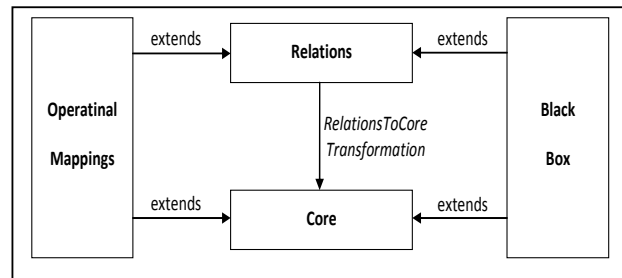 extends
Relations
extends
Operatinal
Mappings
RelationsToCore
Transformation
Black
Box
extends
Core
extends